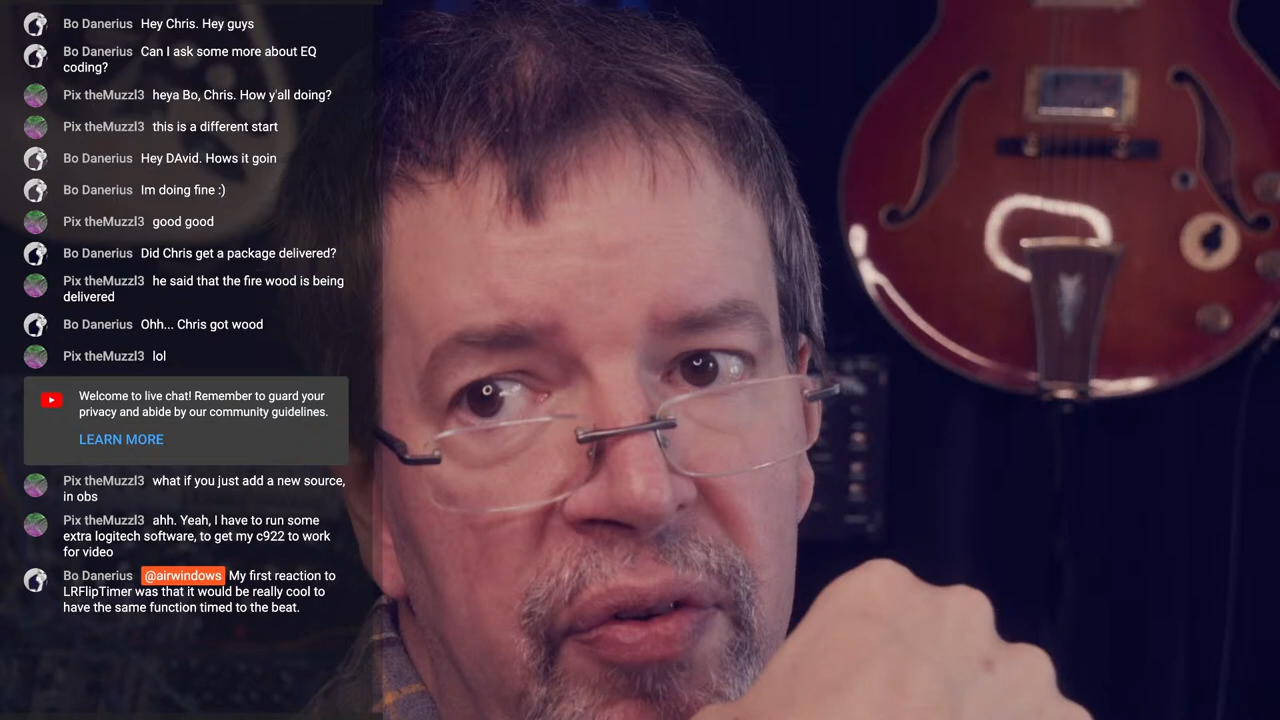 Bo Danerius Hey Chris. Hey guys
Bo Danerius Can I ask some more about EQ
coding?
Pix theMuzzl3 heya Bo, Chris. How y'all doing?
Pix theMuzzl3 this is a different start
Bo Danerius Hey DAvid. Hows it goin
Bo Danerius Im doing fine :)
Pix theMuzzl3 good good
Bo Danerius Did Chris get a package delivered?
Pix theMuzzl3 he said that the fire wood is being
delivered
Bo Danerius Ohh... Chris got wood
Pix theMuzzl3 lol
Welcome to live chat! Remember to guard your
privacy and abide by our community guidelines.
LEARN MORE
Pix theMuzzl3 what if you just add a new source,
in obs
Pix theMuzzl3 ahh. Yeah, I have to run some
extra logitech software, to get my c922 to work
for video
Bo Danerius @airwindows My first reaction to
LRFlipTimer was that it would be really cool to
have the same function timed to the beat.